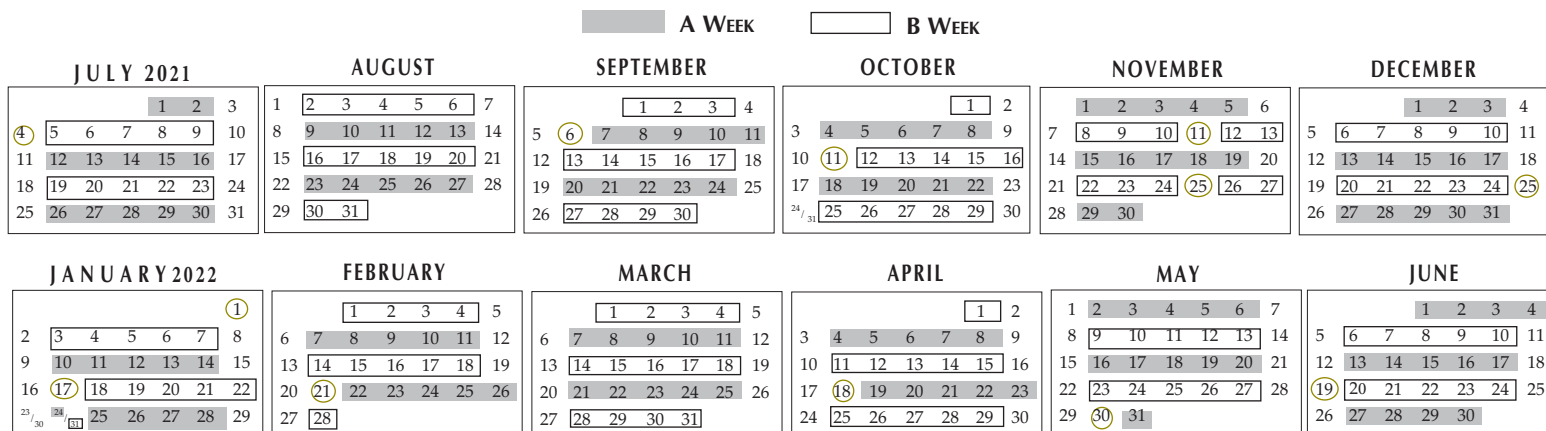 A WEEK B WEEK
JULY 2021
1 2 3
4 5 6 7 8 9 10
11 12 13 14 15 16 17
18 19 20 21 22 23 24
25 26 27 28 29 30 31
AUGUST
1 2 3 4 5 6 7
8 9 10 11 12 13 14
15 16 17 18 19 20 21
22 23 24 25 26 27 28
29 30 31
SEPTEMBER
1 2 3 4
5 6 7 8 9 10 11
12 13 14 15 16 17 18
19 20 21 22 23 24 25
26 27 28 29 30
OCTOBER
1 2
3 4 5 6 7 8 9
10 11 12 13 14 15 16
17 18 19 20 21 22 23
24/31 25 26 27 28 29 30
NOVEMBER
1 2 3 4 5 6
7 8 9 10 11 12 13
14 15 16 17 18 19 20
21 22 23 24 25 26 27
28 29 30
DECEMBER
1 2 3 4
5 6 7 8 9 10 11
12 13 14 15 16 17 18
19 20 21 22 23 24 25
26 27 28 29 30 31
JANUARY 2022
1
2 3 4 5 6 7 8
9 10 11 12 13 14 15
16 17 18 19 20 21 22
23/30 24/31 25 26 27 28 29
FEBRUARY
1 2 3 4 5
6 7 8 9 10 11 12
13 14 15 16 17 18 19
20 21 22 23 24 25 26
27 28
MARCH
1 2 3 4 5
6 7 8 9 10 11 12
13 14 15 16 17 18 19
20 21 22 23 24 25 26
27 28 29 30 31
APRIL
1 2
3 4 5 6 7 8 9
10 11 12 13 14 15 16
17 18 19 20 21 22 23
24 25 26 27 28 29 30
MAY
1 2 3 4 5 6 7
8 9 10 11 12 13 14
15 16 17 18 19 20 21
22 23 24 25 26 27 28
29 30 31
JUNE
1 2 3 4
5 6 7 8 9 10 11
12 13 14 15 16 17 18
19 20 21 22 23 24 25
26 27 28 29 30